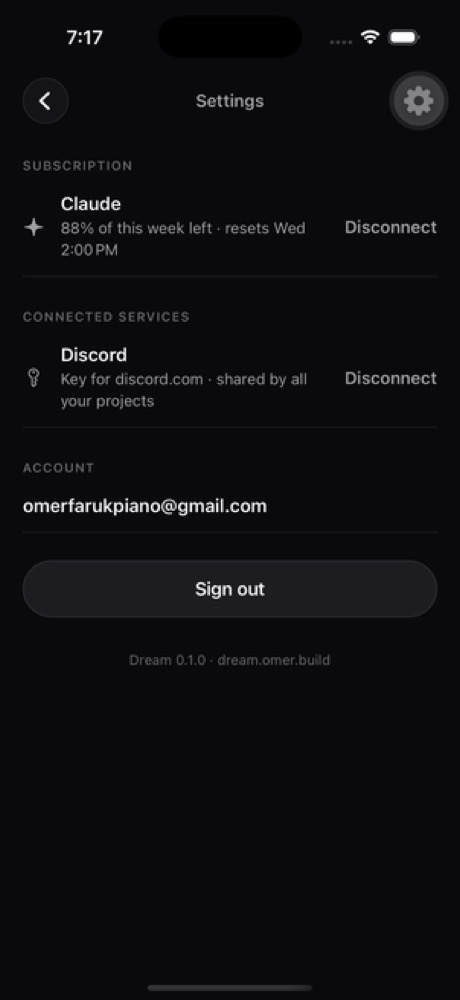 7:17
Settings
SUBSCRIPTION
Claude
88% of this week left · resets Wed
2:00 PM
Disconnect
CONNECTED SERVICES
Discord
Key for discord.com · shared by all
your projects
Disconnect
ACCOUNT
omerfarukpiano@gmail.com
Sign out
Dream 0.1.0 · dream.omer.build